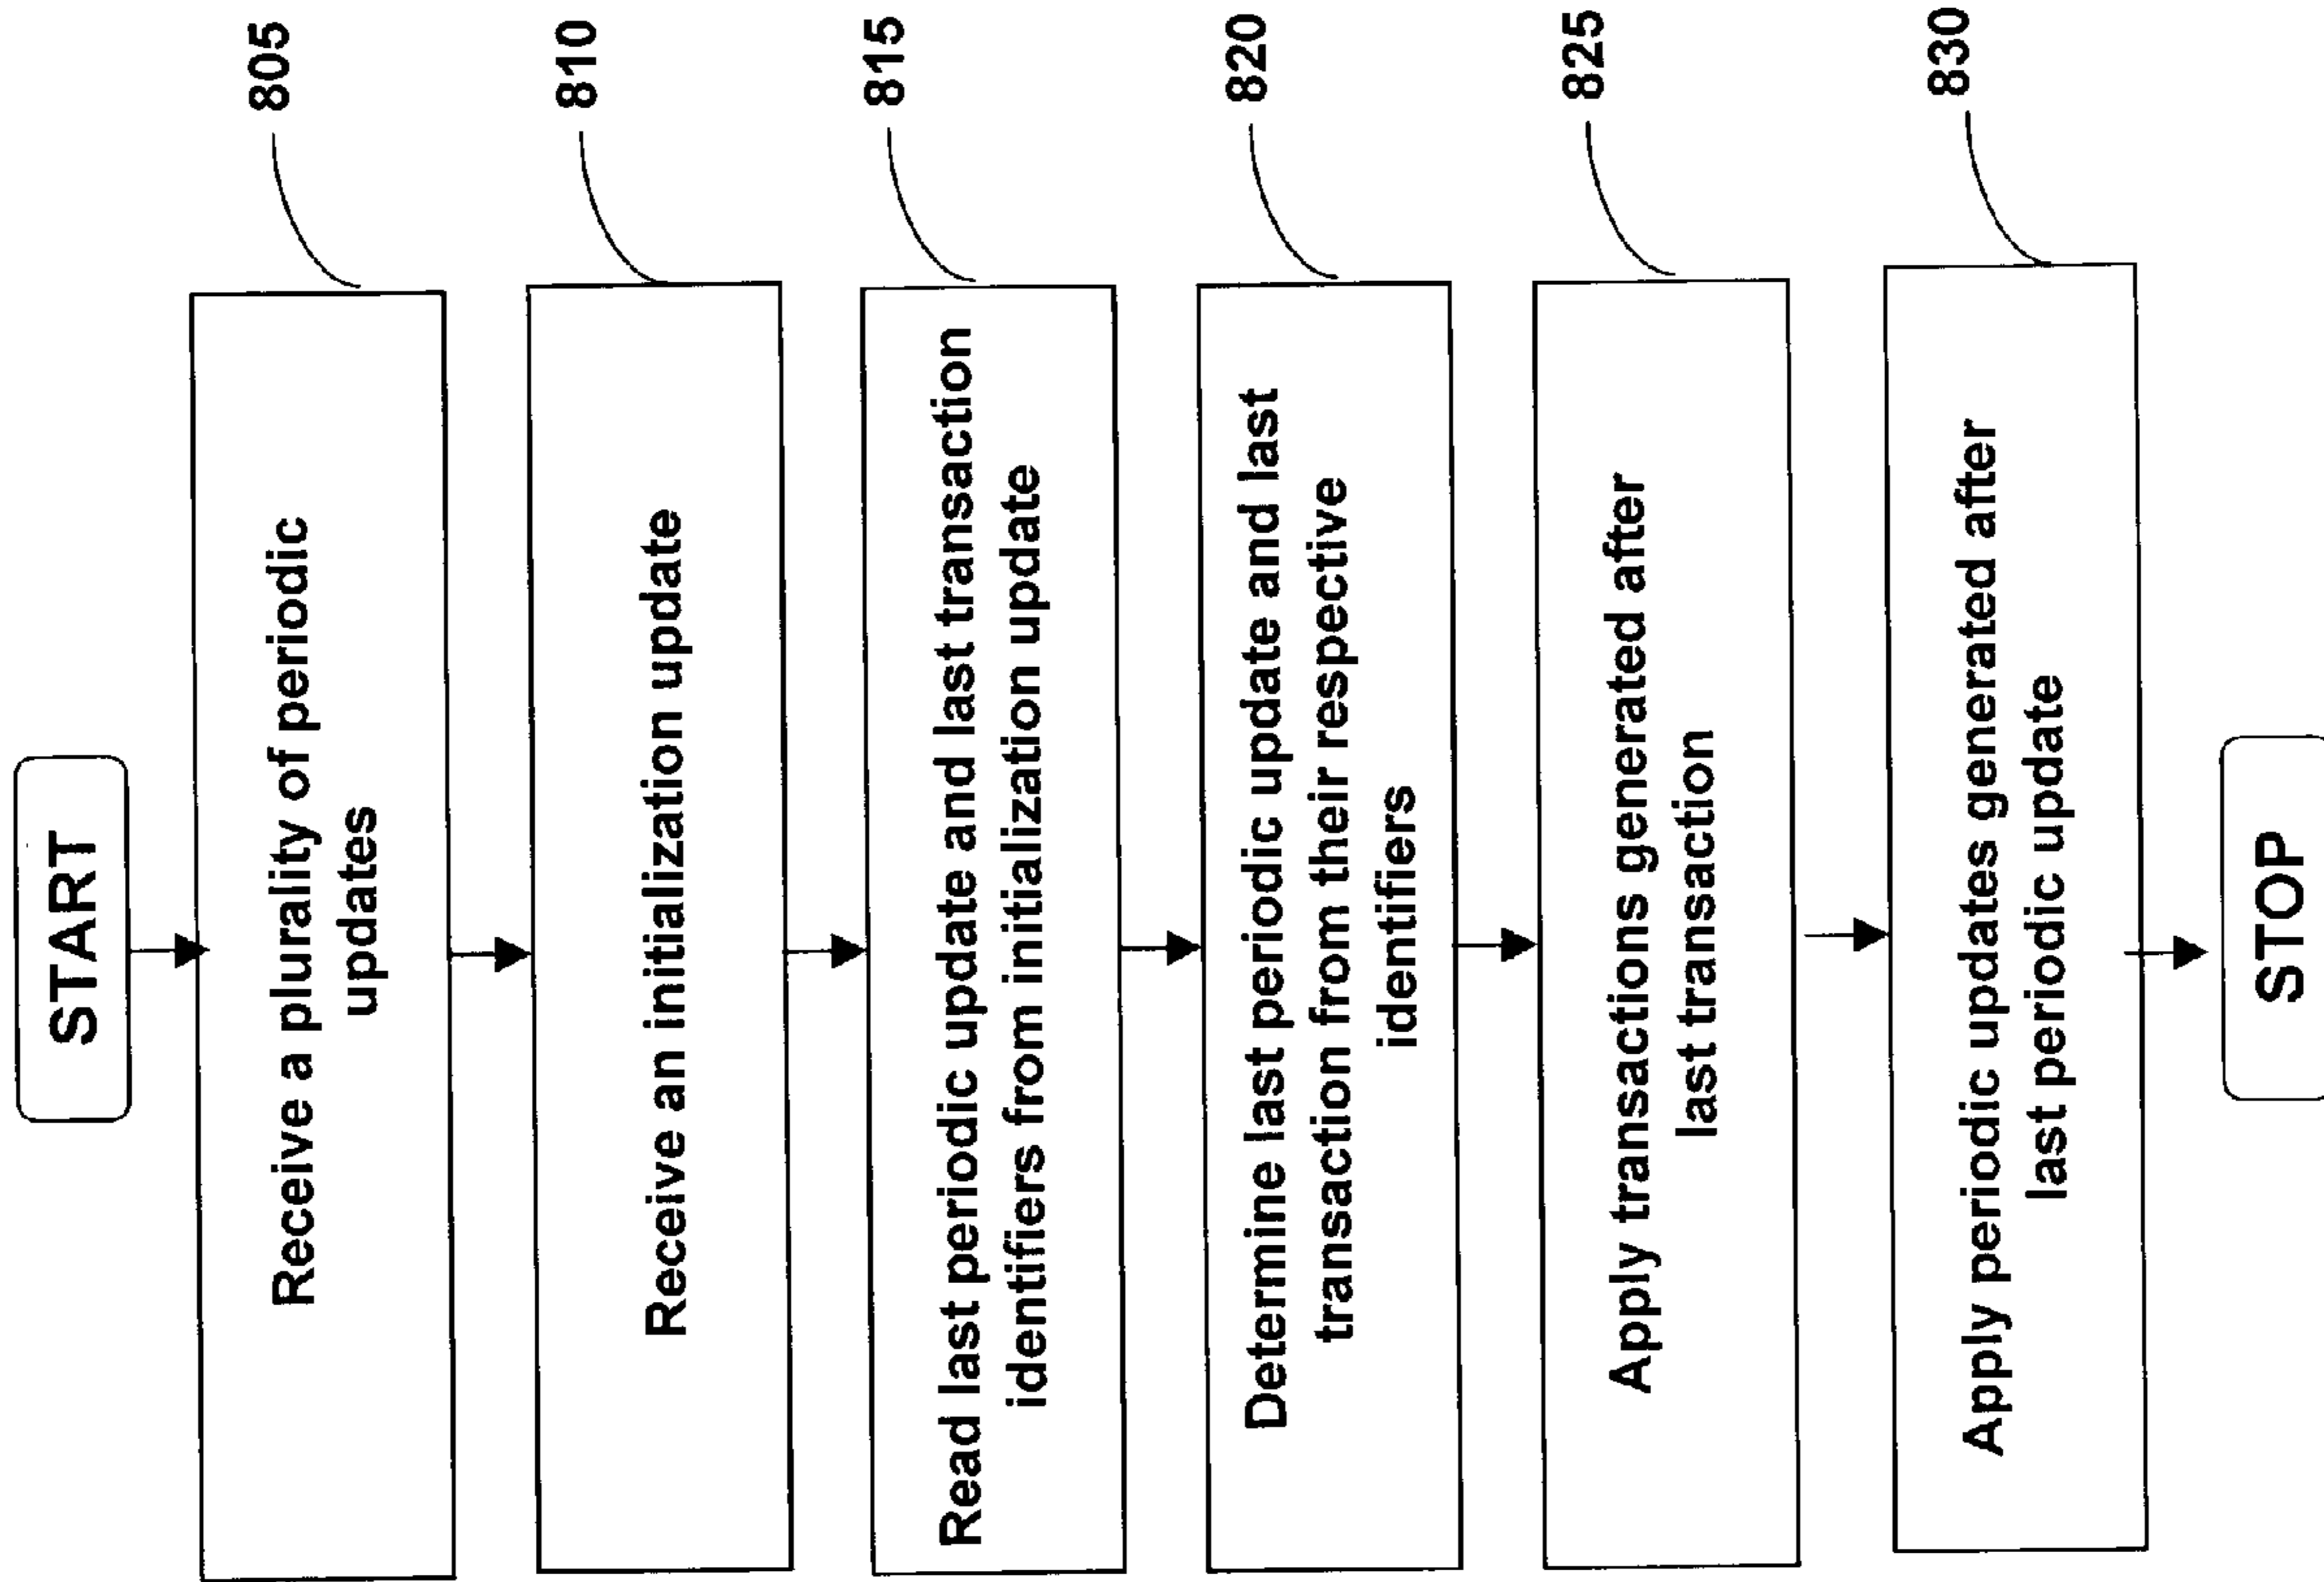 START
Receive a plurality of periodic
updates
805
Receive an initialization update
810
Read last periodic update and last transaction
identifiers from initialization update
815
Determine last periodic update and last
transaction from their respective
identifiers
820
Apply transactions generated after
last transaction
825
Apply periodic updates generated after
last periodic update
830
STOP